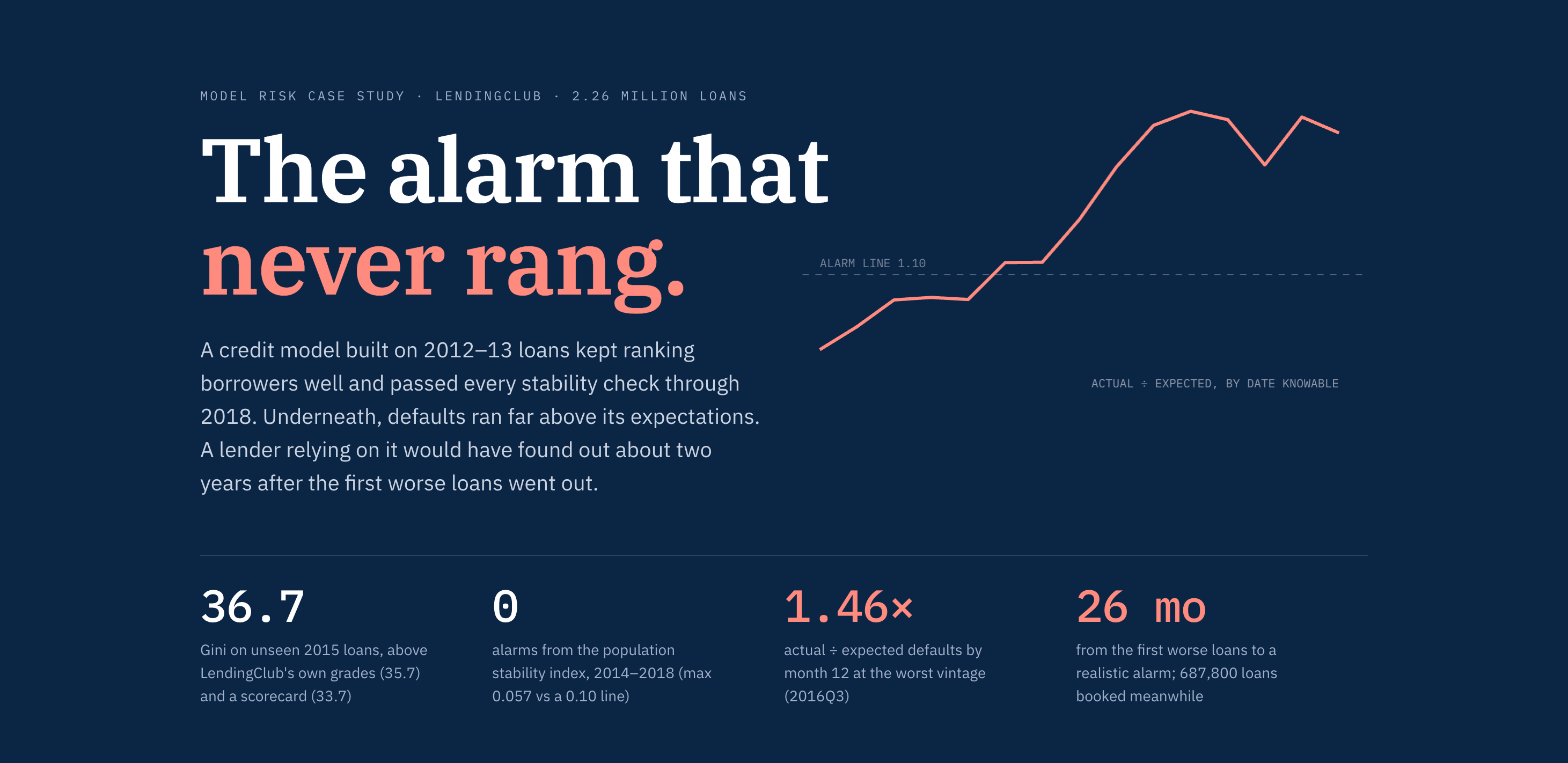 MODEL RISK CASE STUDY · LENDINGCLUB · 2.26 MILLION LOANS
The alarm that
never rang.
A credit model built on 2012–13 loans kept ranking
borrowers well and passed every stability check through
2018. Underneath, defaults ran far above its expectations.
A lender relying on it would have found out about two
years after the first worse loans went out.
ALARM LINE 1.10
ACTUAL ÷ EXPECTED, BY DATE KNOWABLE
36.7
Gini on unseen 2015 loans, above
LendingClub's own grades (35.7)
and a scorecard (33.7)
0
alarms from the population
stability index, 2014–2018 (max
0.057 vs a 0.10 line)
1.46×
actual ÷ expected defaults by
month 12 at the worst vintage
(2016Q3)
26 mo
from the first worse loans to a
realistic alarm; 687,800 loans
booked meanwhile